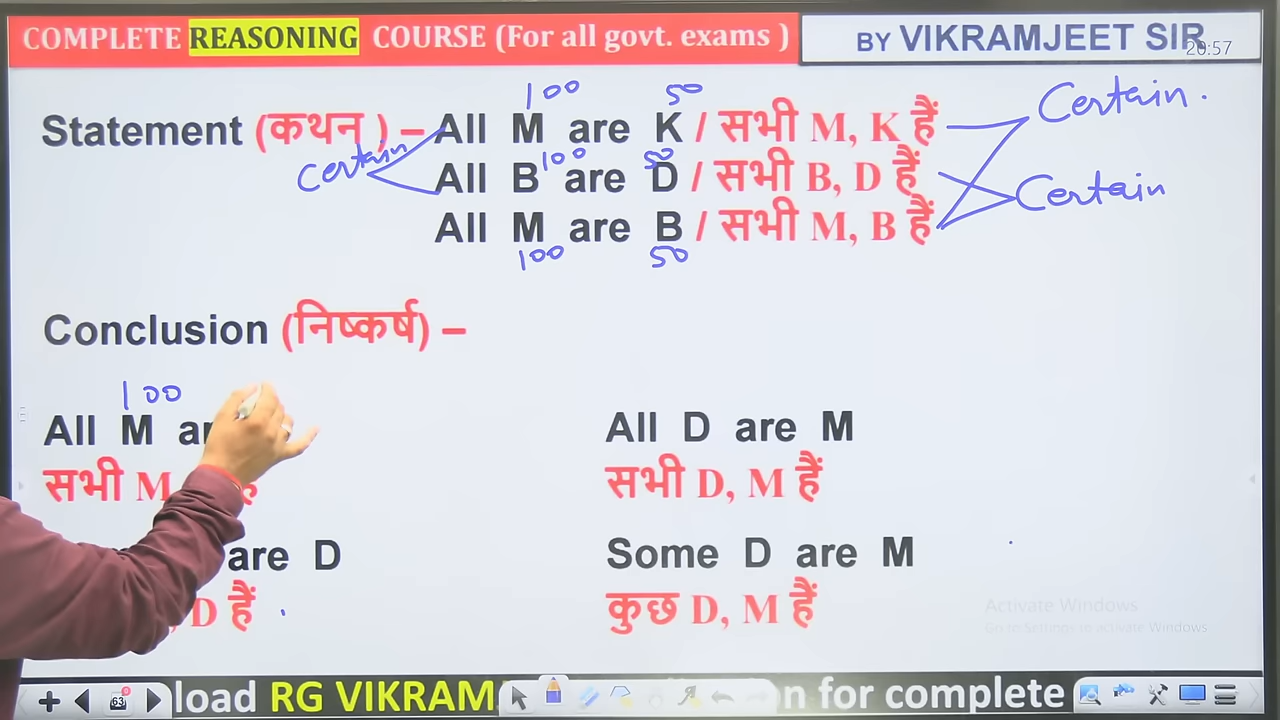 COMPLETE REASONING COURSE (For all govt. exams )
BY VIKRAMJEET SIR
20:57
100 50
Certain.
Statement (कथन ) – All M are K / सभी M, K हैं
Certain
100 50
All B are D / सभी B, D हैं
Certain
All M are B / सभी M, B हैं
100 50
Conclusion (निष्कर्ष) –
100
All M All D are M
सभी M सभी D, M हैं
are D Some D are M
, D हैं कुछ D, M हैं
Activate Windows
Go to Settings to activate Windows.
63
load RG VIKRAM for complete